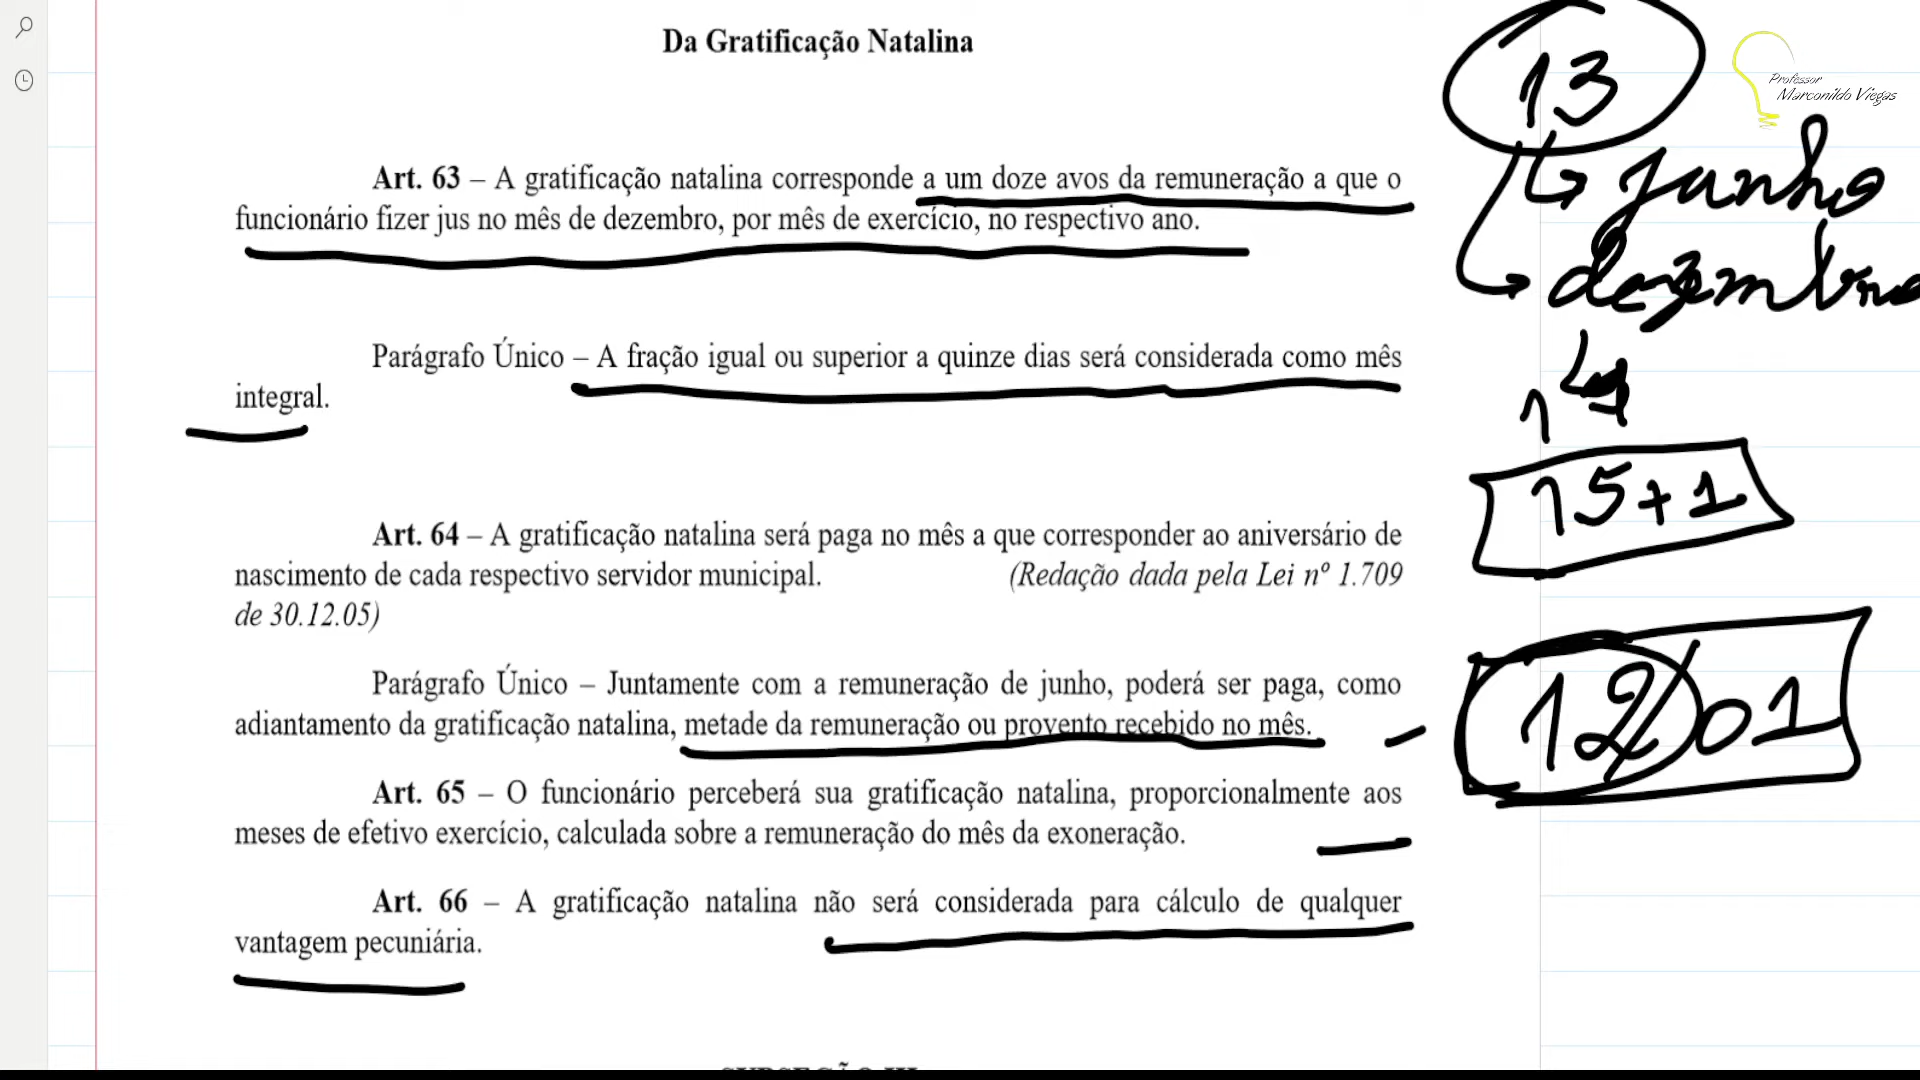 Da Gratificação Natalina
13
Professor
Marconildo Viegas
Art. 63 – A gratificação natalina corresponde a um doze avos da remuneração a que o
funcionário fizer jus no mês de dezembro, por mês de exercício, no respectivo ano.
junho
dezembro
Parágrafo Único – A fração igual ou superior a quinze dias será considerada como mês
integral.
15+1
Art. 64 – A gratificação natalina será paga no mês a que corresponder ao aniversário de
nascimento de cada respectivo servidor municipal. (Redação dada pela Lei nº 1.709
de 30.12.05)
Parágrafo Único – Juntamente com a remuneração de junho, poderá ser paga, como
adiantamento da gratificação natalina, metade da remuneração ou provento recebido no mês.
12/01
Art. 65 – O funcionário perceberá sua gratificação natalina, proporcionalmente aos
meses de efetivo exercício, calculada sobre a remuneração do mês da exoneração.
Art. 66 – A gratificação natalina não será considerada para cálculo de qualquer
vantagem pecuniária.